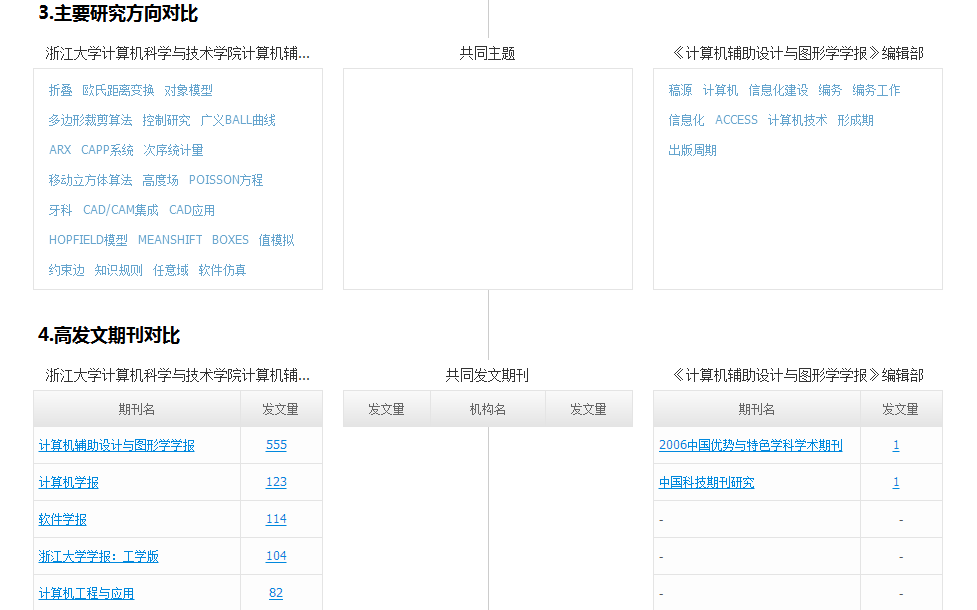 3.主要研究方向对比
浙江大学计算机科学与技术学院计算机辅...
共同主题
《计算机辅助设计与图形学学报》编辑部
折叠 欧氏距离变换 对象模型
多边形裁剪算法 控制研究 广义BALL曲线
ARX CAPP系统 次序统计量
移动立方体算法 高度场 POISSON方程
牙科 CAD/CAM集成 CAD应用
HOPFIELD模型 MEANSHIFT BOXES 值模拟
约束边 知识规则 任意域 软件仿真
稿源 计算机 信息化建设 编务 编务工作
信息化 ACCESS 计算机技术 形成期
出版周期
4.高发文期刊对比
浙江大学计算机科学与技术学院计算机辅...
共同发文期刊
《计算机辅助设计与图形学学报》编辑部
期刊名 发文量
计算机辅助设计与图形学学报 555
计算机学报 123
软件学报 114
浙江大学学报：工学版 104
计算机工程与应用 82
发文量 机构名 发文量
期刊名 发文量
2006中国优势与特色学科学术期刊 1
中国科技期刊研究 1
- -
- -
- -